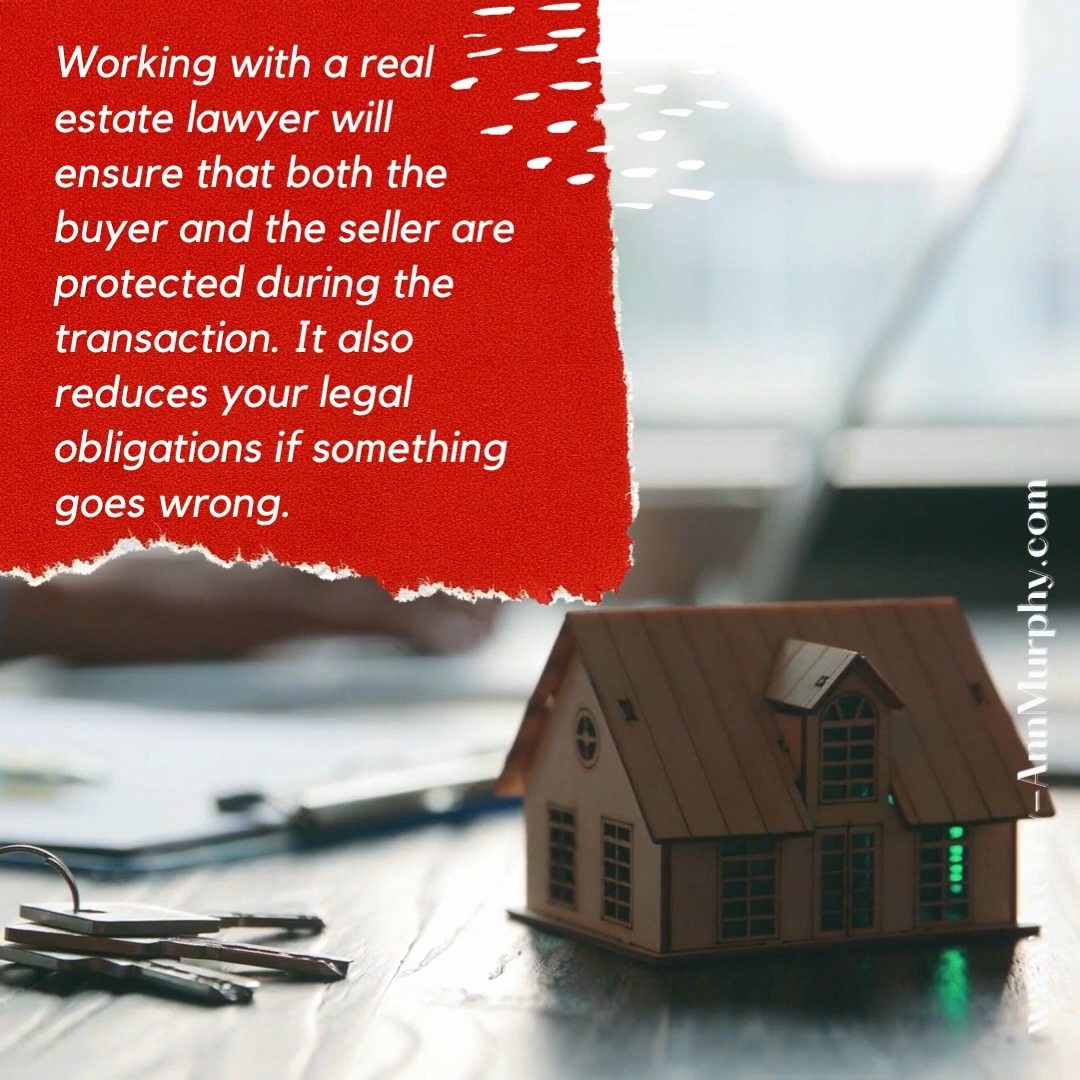 Working with a real
estate lawyer will
ensure that both the
buyer and the seller are
protected during the
transaction. It also
reduces your legal
obligations if something
goes wrong.
-AnnMurphy.com